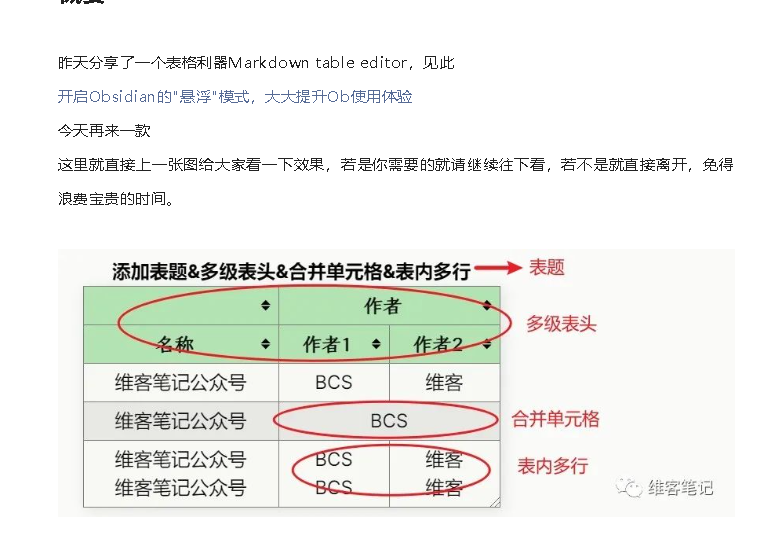 昨天分享了一个表格利器Markdown table editor，见此
开启Obsidian的"悬浮"模式，大大提升Ob使用体验
今天再来一款
这里就直接上一张图给大家看一下效果，若是你需要的就请继续往下看，若不是就直接离开，免得
浪费宝贵的时间。
添加表题&多级表头&合并单元格&表内多行 表题
作者
多级表头
名称 作者1 作者2
维客笔记公众号 BCS 维客
维客笔记公众号 BCS 合并单元格
维客笔记公众号 BCS 维客 表内多行
维客笔记公众号 BCS 维客
维客笔记